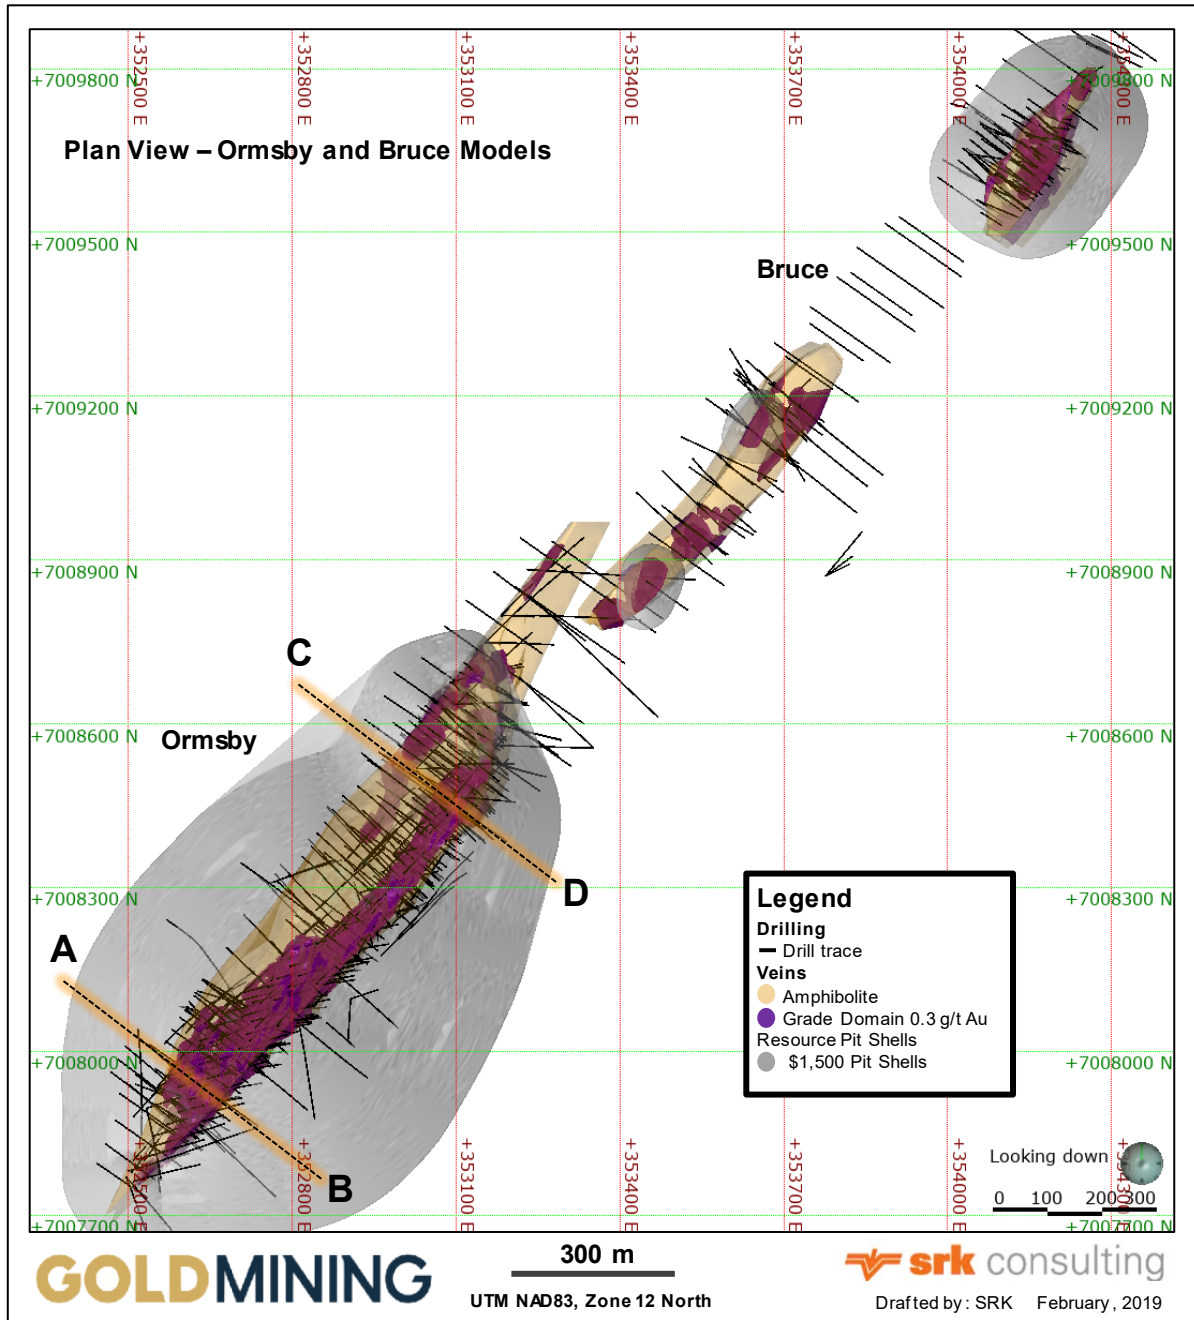 +352500 E
+352800 E
+353100 E
+353400 E
+353700 E
+354000 E
+354300 E
+7009800 N
+7009800 N
Plan View – Ormsby and Bruce Models
+7009500 N
+7009500 N
Bruce
+7009200 N
+7009200 N
+7008900 N
+7008900 N
C
Ormsby
+7008600 N
+7008600 N
D
+7008300 N
+7008300 N
A
Legend
Drilling
Drill trace
Veins
Amphibolite
Grade Domain 0.3 g/t Au
Resource Pit Shells
$1,500 Pit Shells
+7008000 N
+7008000 N
B
+352500 E
+352800 E
+353100 E
+353400 E
+353700 E
+354000 E
+354300 E
Looking down
0 100 200 300
+7007700 N
+7007700 N
GOLDMINING
300 m
UTM NAD83, Zone 12 North
srk consulting
Drafted by: SRK February, 2019